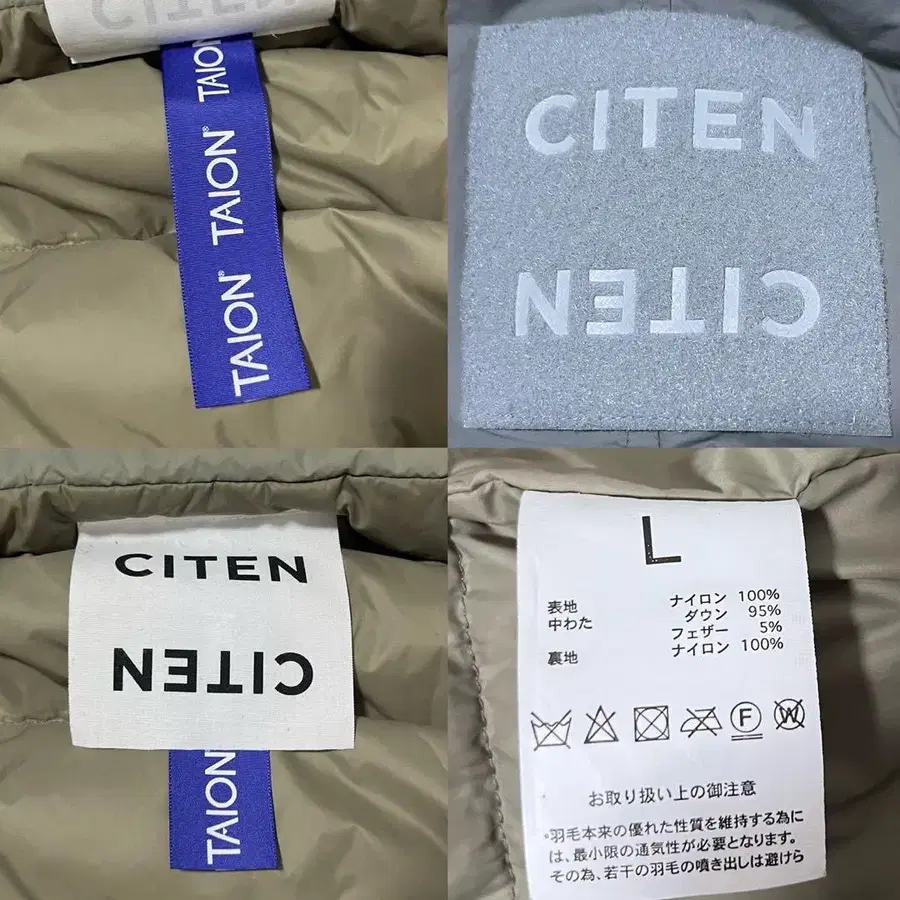 CITEN
TAION
TAION®
TAION®
CITEN
CITEN
CITEN
CITEN
TAION
L
表地 ナイロン 100%
中わた ダウン 95%
フェザー 5%
裏地 ナイロン 100%
F
W
お取り扱い上の御注意
•羽毛本来の優れた性質を維持する為に
は、最小限の通気性が必要となります。
その為、若干の羽毛の噴き出しは避けら